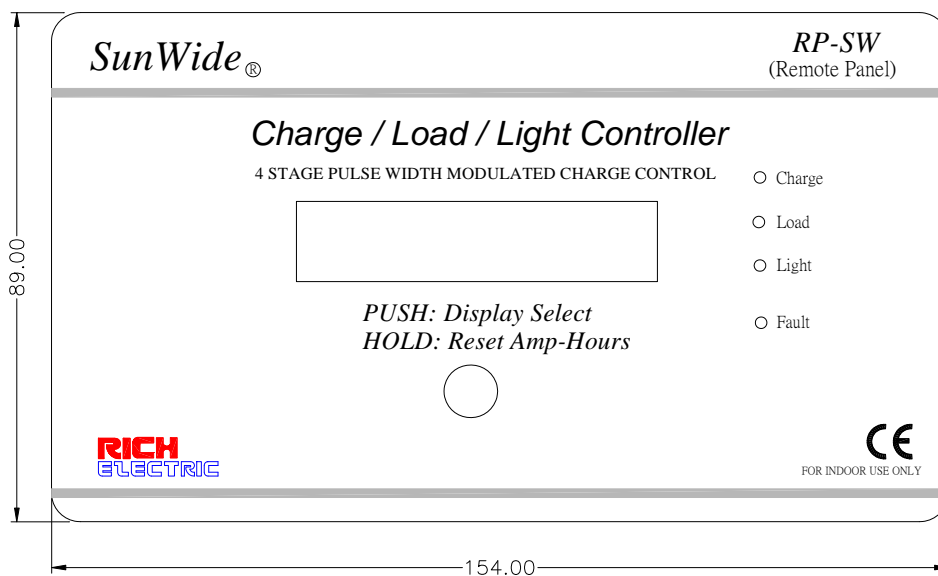 SunWide®
RP-SW
(Remote Panel)
Charge / Load / Light Controller
4 STAGE PULSE WIDTH MODULATED CHARGE CONTROL
Charge
Load
Light
Fault
PUSH: Display Select
HOLD: Reset Amp-Hours
RICH
ELECTRIC
CE
FOR INDOOR USE ONLY
89.00
154.00